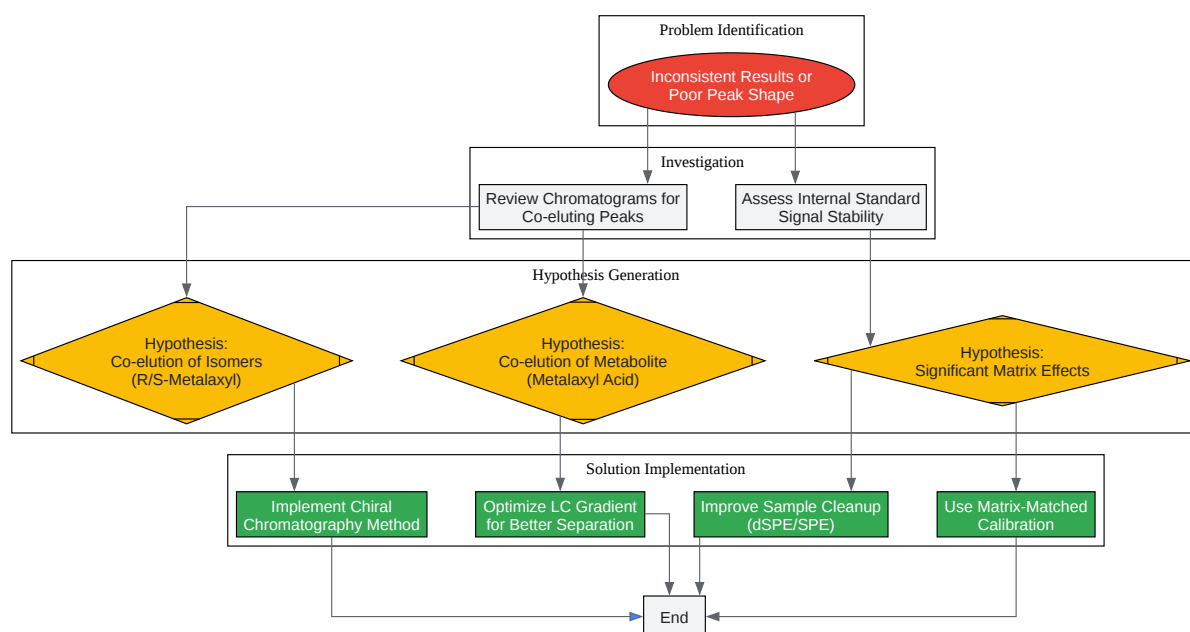 Problem Identification
Inconsistent Results or
Poor Peak Shape
Investigation
Review Chromatograms for
Co-eluting Peaks
Assess Internal Standard
Signal Stability
Hypothesis Generation
Hypothesis:
Co-elution of Isomers
(R/S-Metalaxyl)
Hypothesis:
Co-elution of Metabolite
(Metalaxyl Acid)
Hypothesis:
Significant Matrix Effects
Solution Implementation
Implement Chiral
Chromatography Method
Optimize LC Gradient
for Better Separation
Improve Sample Cleanup
(dSPE/SPE)
Use Matrix-Matched
Calibration
End